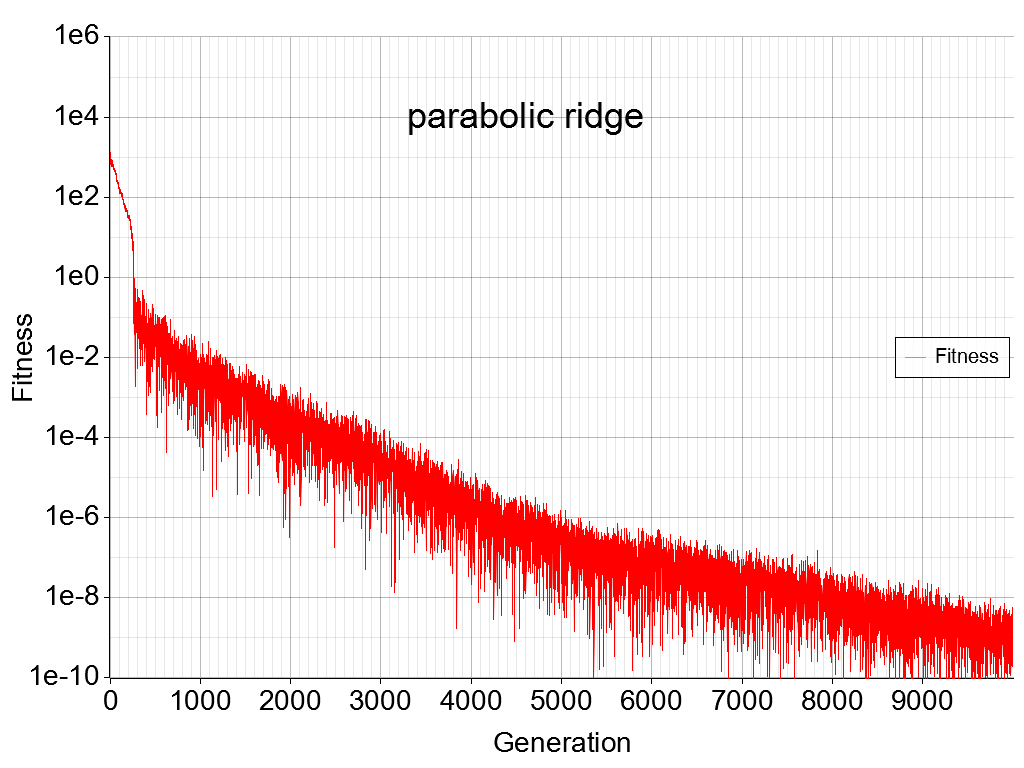 parabolic ridge
1e6
1e4
1e2
1e0
1e-2
1e-4
1e-6
1e-8
1e-10
Fitness
Fitness
0 1000 2000 3000 4000 5000 6000 7000 8000 9000
Generation